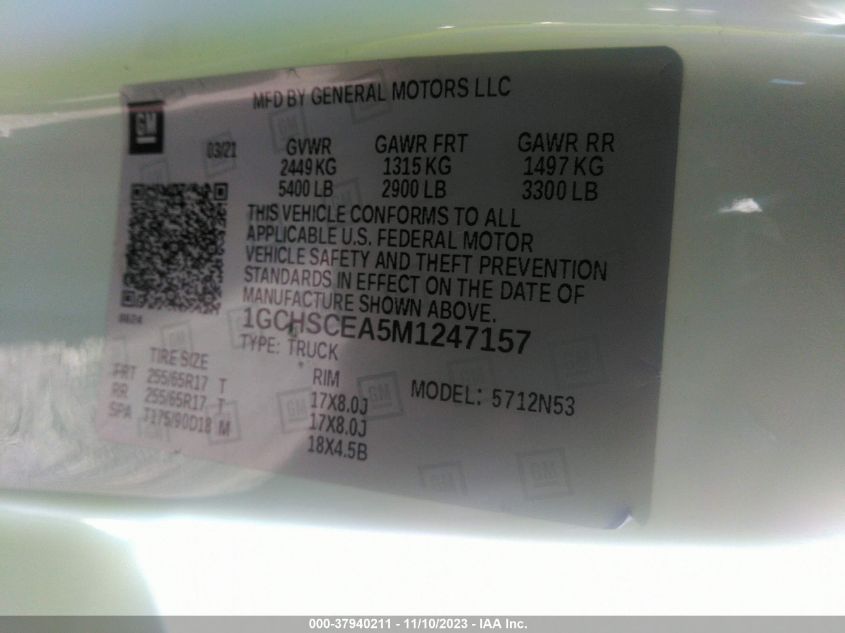 MFD BY GENERAL MOTORS LLC
GM
03/21 GVWR GAWR FRT GAWR RR
2449 KG 1315 KG 1497 KG
5400 LB 2900 LB 3300 LB
THIS VEHICLE CONFORMS TO ALL
APPLICABLE U.S. FEDERAL MOTOR
VEHICLE SAFETY AND THEFT PREVENTION
STANDARDS IN EFFECT ON THE DATE OF
MANUFACTURE SHOWN ABOVE.
1GCHSCEA5M1247157
TYPE: TRUCK
MODEL: 5712N53
TIRE SIZE RIM
FRT 255/65R17 T 17X8.0J
RR 255/65R17 T 17X8.0J
SPA T175/90D18 M 18X4.5B
000-37940211 - 11/10/2023 - IAA Inc.